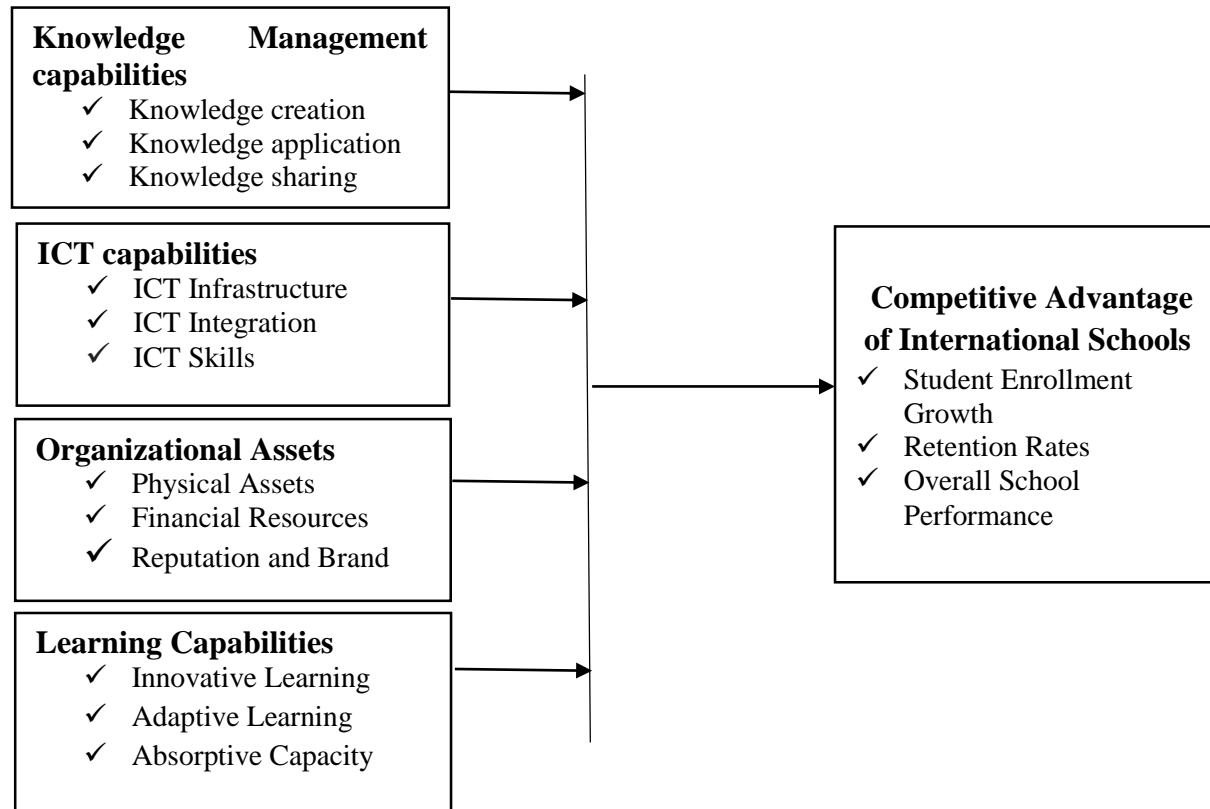 Knowledge Management
capabilities
✓ Knowledge creation
✓ Knowledge application
✓ Knowledge sharing
ICT capabilities
✓ ICT Infrastructure
✓ ICT Integration
✓ ICT Skills
Organizational Assets
✓ Physical Assets
✓ Financial Resources
✓ Reputation and Brand
Learning Capabilities
✓ Innovative Learning
✓ Adaptive Learning
✓ Absorptive Capacity
Competitive Advantage
of International Schools
✓ Student Enrollment
Growth
✓ Retention Rates
✓ Overall School
Performance